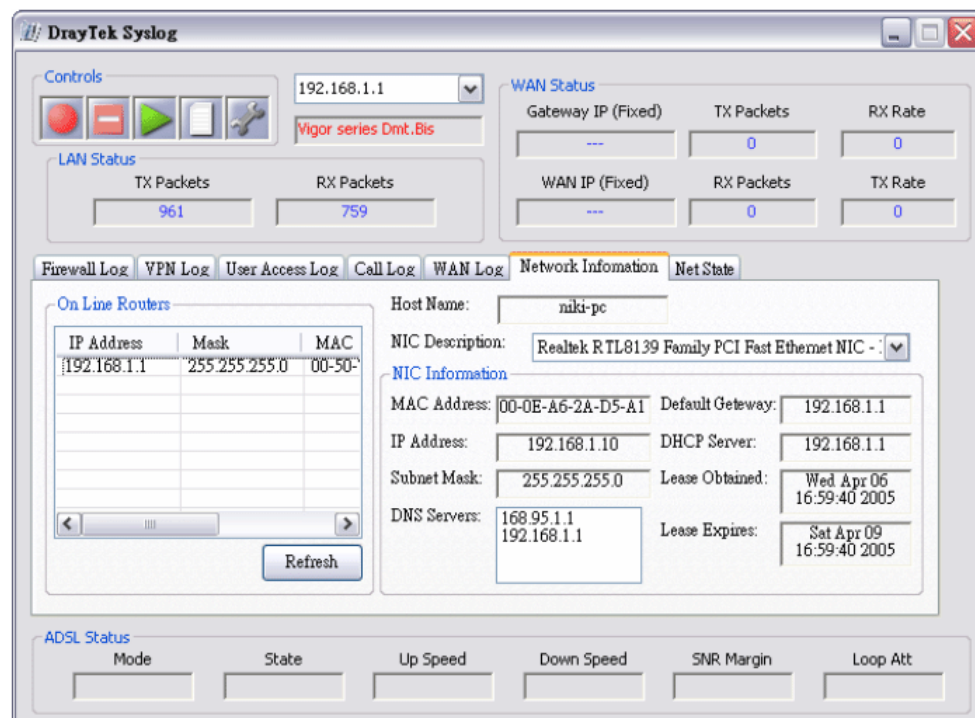 DrayTek Syslog
Controls
192.168.1.1
Vigor series Dmt.Bis
WAN Status
Gateway IP (Fixed) TX Packets RX Rate
--- 0 0
WAN IP (Fixed) RX Packets TX Rate
--- 0 0
LAN Status
TX Packets RX Packets
961 759
Firewall Log VPN Log User Access Log Call Log WAN Log Network Infomation Net State
On Line Routers
IP Address Mask MAC
192.168.1.1 255.255.255.0 00-50-
Refresh
Host Name: niki-pc
NIC Description: Realtek RTL8139 Family PCI Fast Ethernet NIC -
NIC Information
MAC Address: 00-0E-A6-2A-D5-A1 Default Geteway: 192.168.1.1
IP Address: 192.168.1.10 DHCP Server: 192.168.1.1
Subnet Mask: 255.255.255.0 Lease Obtained: Wed Apr 06
16:59:40 2005
DNS Servers: 168.95.1.1
192.168.1.1
Lease Expires: Sat Apr 09
16:59:40 2005
ADSL Status
Mode State Up Speed Down Speed SNR Margin Loop Att